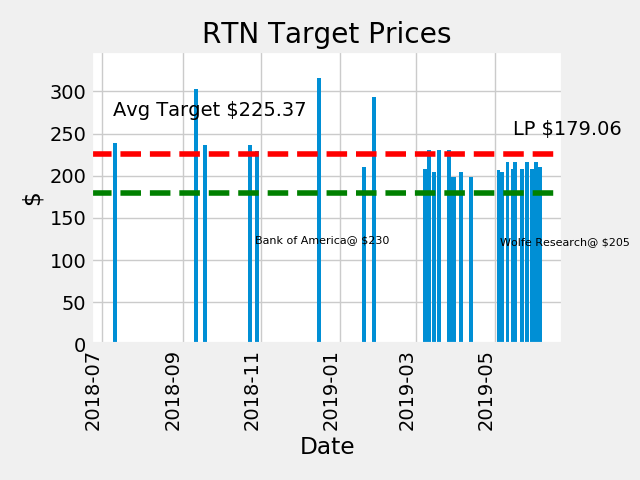 RTN Target Prices
Avg Target $225.37
LP $179.06
Bank of America@ $230
Wolfe Research@ $205
$
300
250
200
150
100
50
0
2018-07
2018-09
2018-11
2019-01
2019-03
2019-05
Date